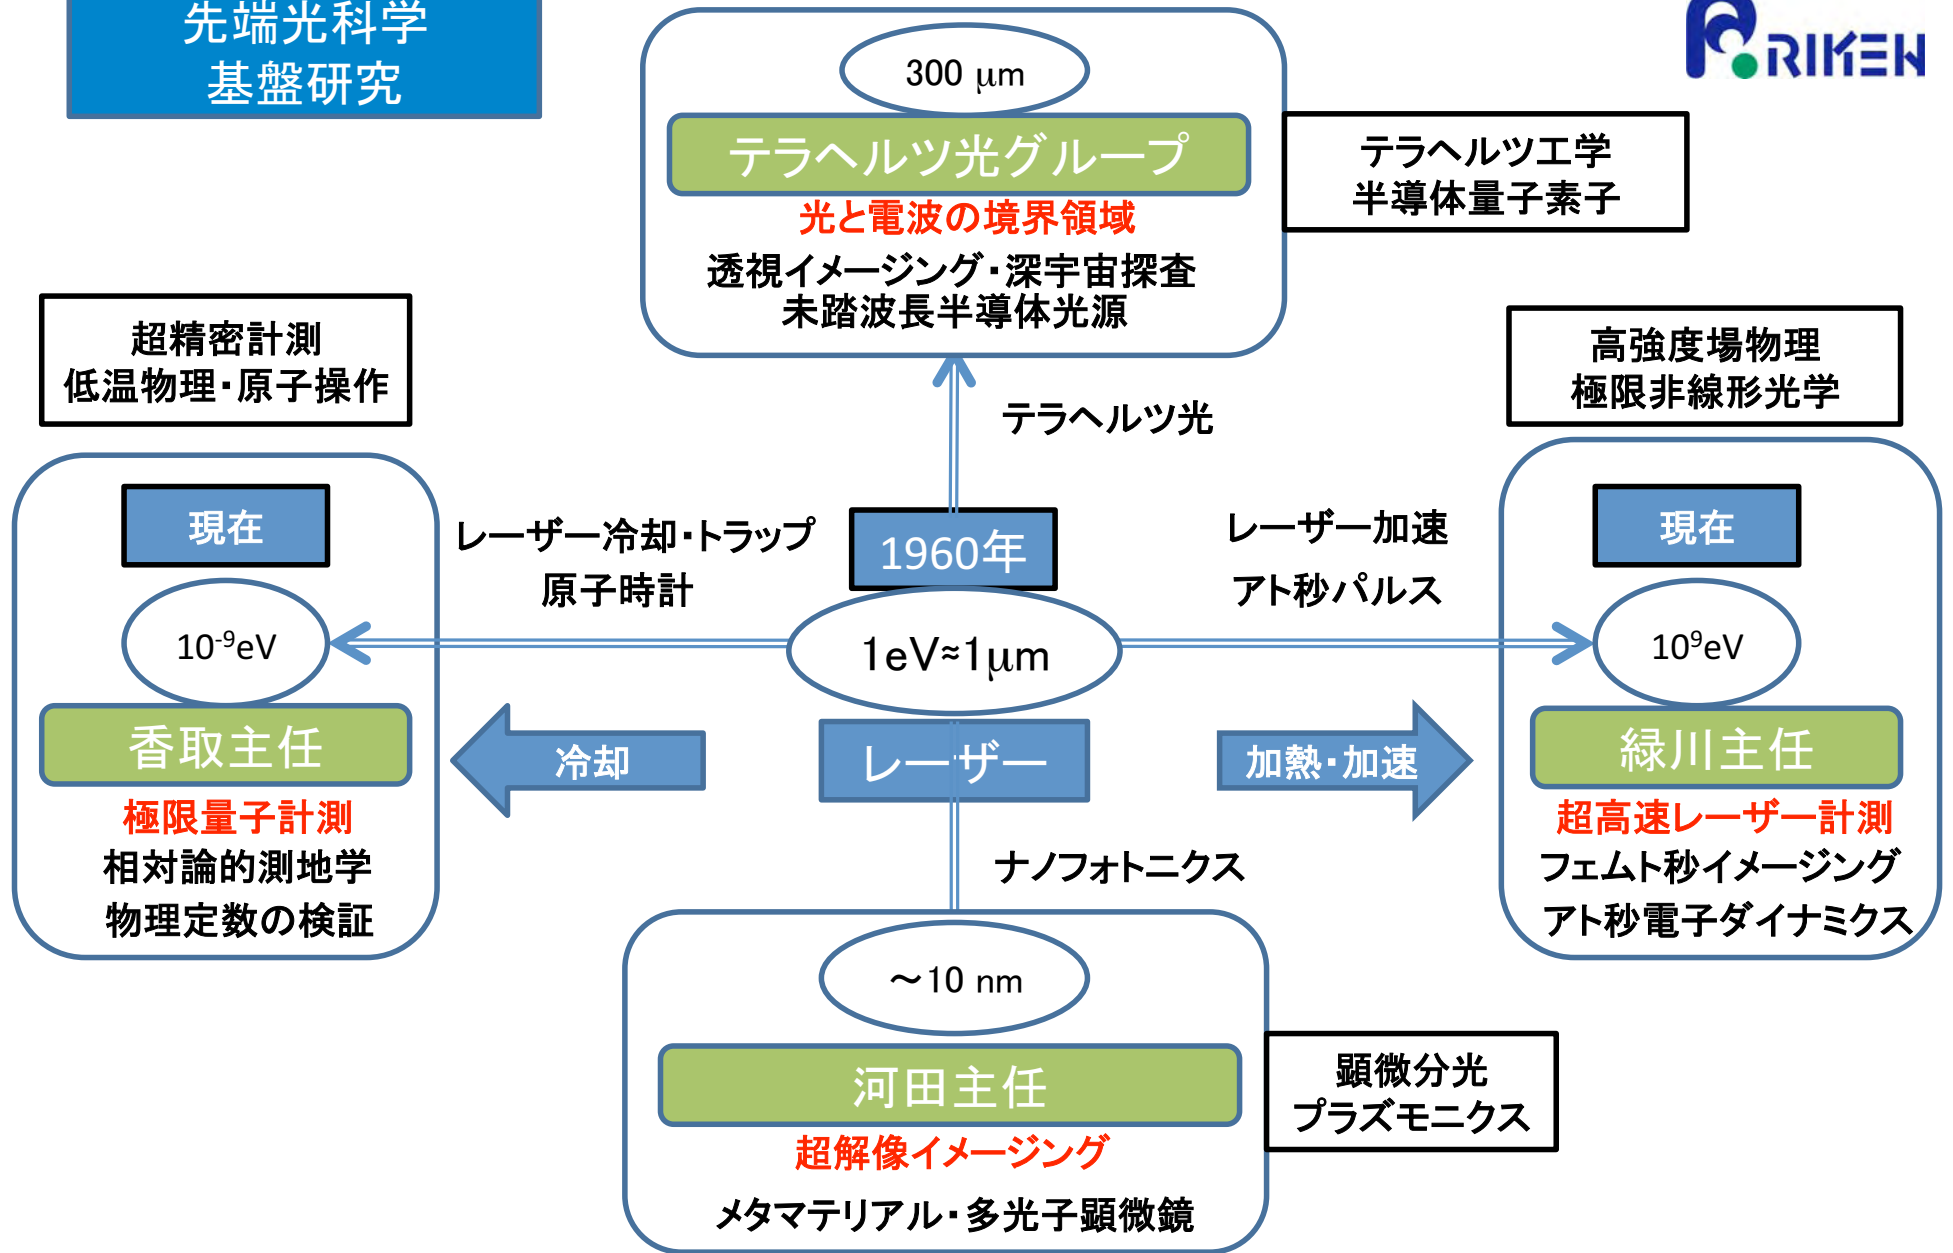 先端光科学
基盤研究
RIKEN
300 μm
テラヘルツ光グループ
光と電波の境界領域
透視イメージング・深宇宙探査
未踏波長半導体光源
テラヘルツ工学
半導体量子素子
超精密計測
低温物理・原子操作
高強度場物理
極限非線形光学
テラヘルツ光
現在
レーザー冷却・トラップ
原子時計
1960年
レーザー加速
アト秒パルス
現在
10⁻⁹eV
1eV≈1μm
10⁹eV
香取主任
冷却
レーザー
加熱・加速
緑川主任
極限量子計測
相対論的測地学
物理定数の検証
超高速レーザー計測
フェムト秒イメージング
アト秒電子ダイナミクス
ナノフォトニクス
～10 nm
河田主任
超解像イメージング
メタマテリアル・多光子顕微鏡
顕微分光
プラズモニクス